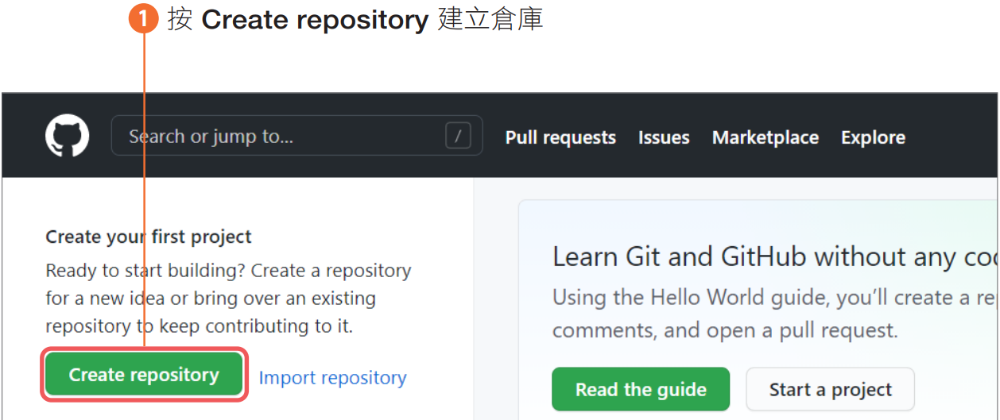 1 按 Create repository 建立倉庫
Search or jump to... /
Pull requests Issues Marketplace Explore
Create your first project
Ready to start building? Create a repository
for a new idea or bring over an existing
repository to keep contributing to it.
Create repository Import repository
Learn Git and GitHub without any
Using the Hello World guide, you’ll create a
comments, and open a pull request.
Read the guide Start a project